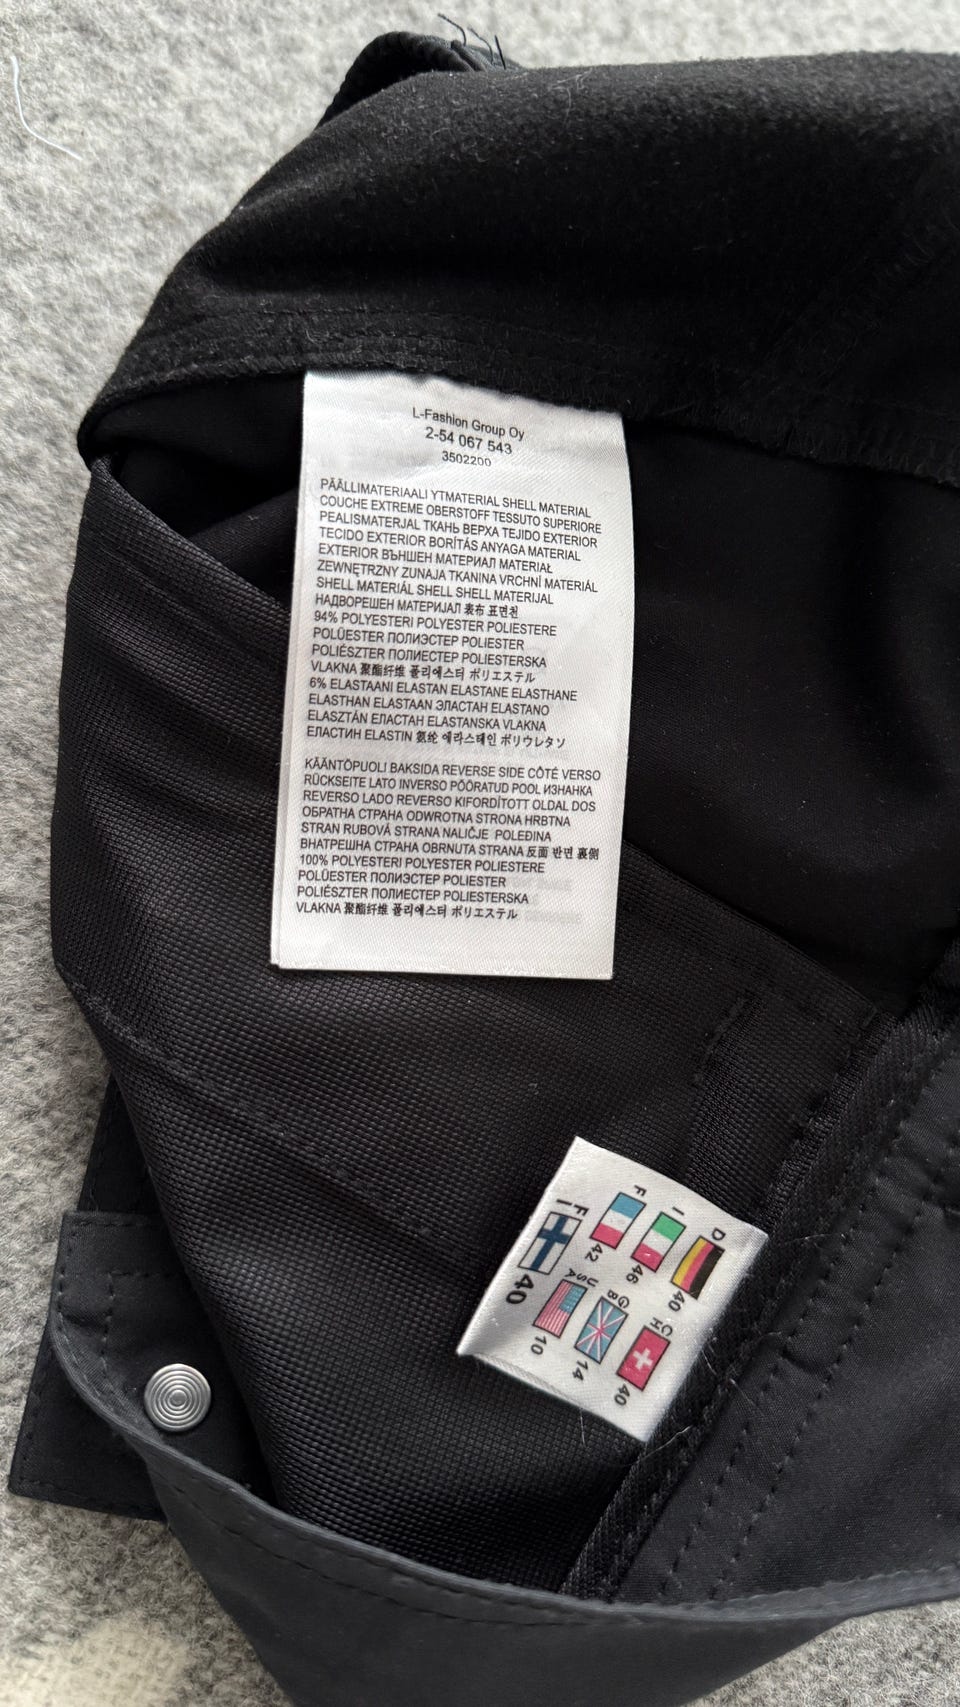 L-Fashion Group Oy
2-54 067 543
3502200
PÄÄLLIMATERIAALI YTMATERIAL SHELL MATERIAL
COUCHE EXTREME OBERSTOFF TESSUTO SUPERIORE
PEALISMATERJAL ТКАНЬ ВЕРХА TEJIDO EXTERIOR
TECIDO EXTERIOR BORÍTÁS ANYAGA MATERIAL
EXTERIOR ВЪНШЕН МАТЕРИАЛ MATERIAŁ
ZEWNĘTRZNY ZUNAJA TKANINA VRCHNÍ MATERIÁL
SHELL MATERIÁL SHELL SHELL MATERIJAL
НАДВОРЕШЕН МАТЕРИЈАЛ 表布 표면천
94% POLYESTERI POLYESTER POLIESTERE
POLÜESTER ПОЛИЭСТЕР POLIESTER
POLIÉSZTER ПОЛИЕСТЕР POLIESTERSKA
VLAKNA 聚酯纤维 폴리에스터 ポリエステル
6% ELASTAANI ELASTAN ELASTANE ELASTHANE
ELASTHAN ELASTAAN ЭЛАСТАН ELASTANO
ELASZTÁN ЕЛАСТАН ELASTANSKA VLAKNA
ЕЛАСТИН ELASTIN 氨纶 에라스테인 ポリウレタソ
KÄÄNTÖPUOLI BAKSIDA REVERSE SIDE CÔTÉ VERSO
RÜCKSEITE LATO INVERSO PÖÖRATUD POOL ИЗНАНКА
REVERSO LADO REVERSO KIFORDÍTOTT OLDAL DOS
ОБРАТНА СТРАНА ODWROTNA STRONA HRBTNA
STRAN RUBOVÁ STRANA NALIČJE POLEĐINA
ВНАТРЕШНА СТРАНА OBRNUTA STRANA 反面 반면 裏側
100% POLYESTERI POLYESTER POLIESTERE
POLÜESTER ПОЛИЭСТЕР POLIESTER
POLIÉSZTER ПОЛИЕСТЕР POLIESTERSKA
VLAKNA 聚酯纤维 폴리에스터 ポリエステル
FI 40
F 42
I 46
D 40
USA 10
GB 14
CH 40